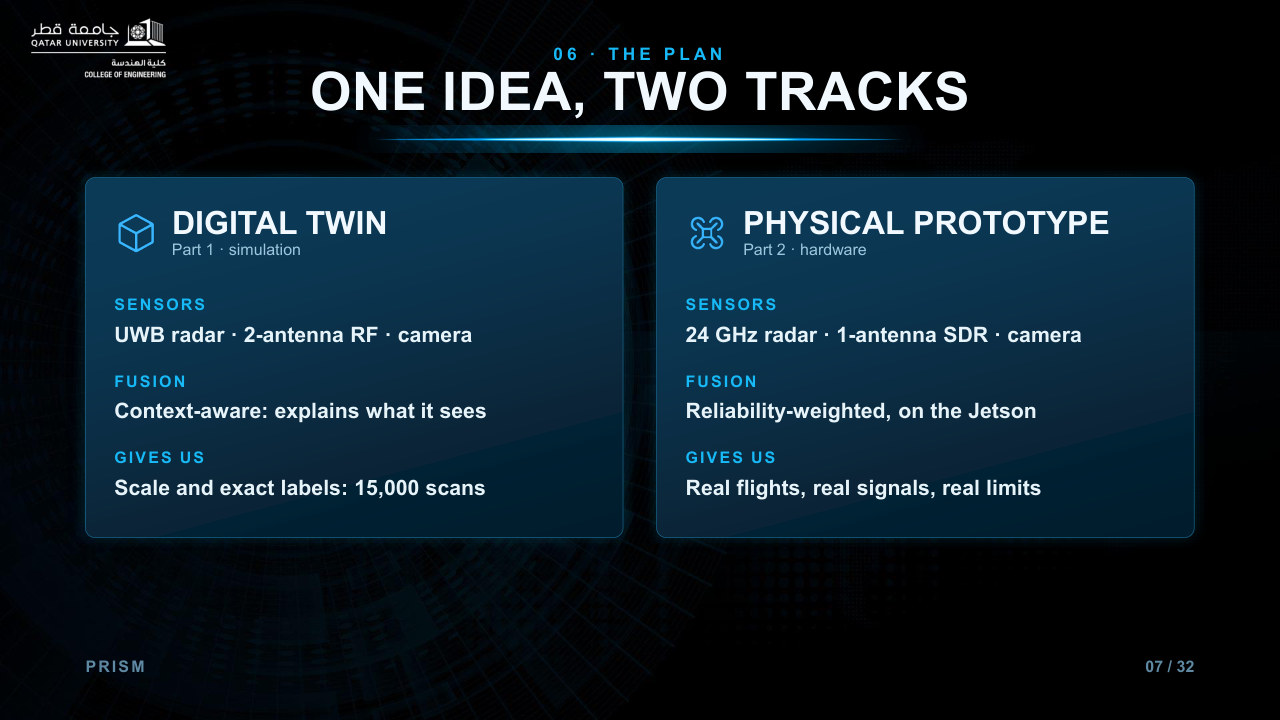 جامعة قطر
QATAR UNIVERSITY
كلية الهندسة
COLLEGE OF ENGINEERING
06 · THE PLAN
ONE IDEA, TWO TRACKS
DIGITAL TWIN
Part 1 · simulation
SENSORS
UWB radar · 2-antenna RF · camera
FUSION
Context-aware: explains what it sees
GIVES US
Scale and exact labels: 15,000 scans
PHYSICAL PROTOTYPE
Part 2 · hardware
SENSORS
24 GHz radar · 1-antenna SDR · camera
FUSION
Reliability-weighted, on the Jetson
GIVES US
Real flights, real signals, real limits
PRISM
07 / 32